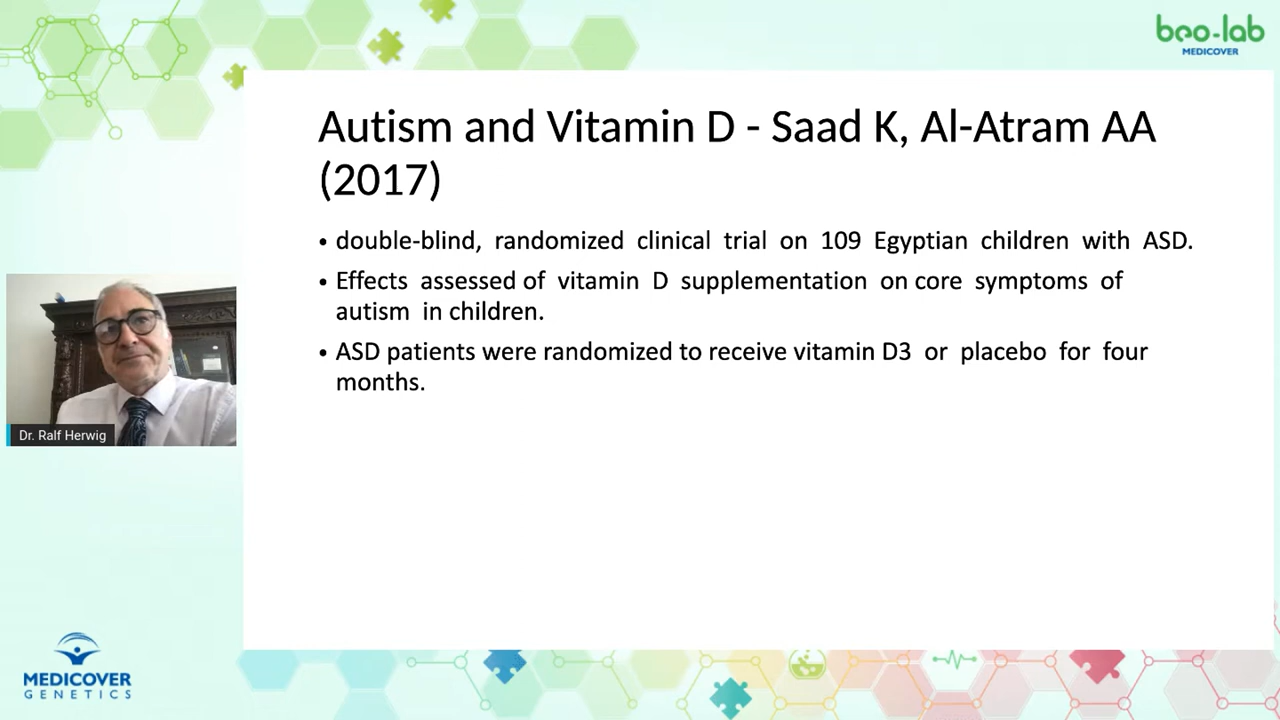 beo-lab
MEDICOVER
Autism and Vitamin D - Saad K, Al-Atram AA
(2017)
• double-blind, randomized clinical trial on 109 Egyptian children with ASD.
• Effects assessed of vitamin D supplementation on core symptoms of
autism in children.
• ASD patients were randomized to receive vitamin D3 or placebo for four
months.
Dr. Ralf Herwig
MEDICOVER
GENETICS